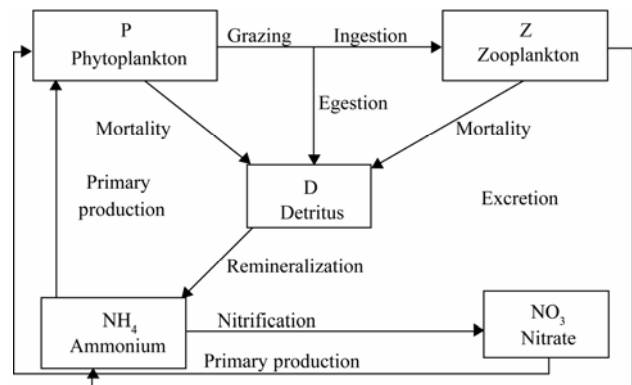 P
Phytoplankton
Grazing
Ingestion
Z
Zooplankton
Egestion
Mortality
Mortality
Primary
production
D
Detritus
Excretion
Remineralization
NH₄
Ammonium
Nitrification
NO₃
Nitrate
Primary production